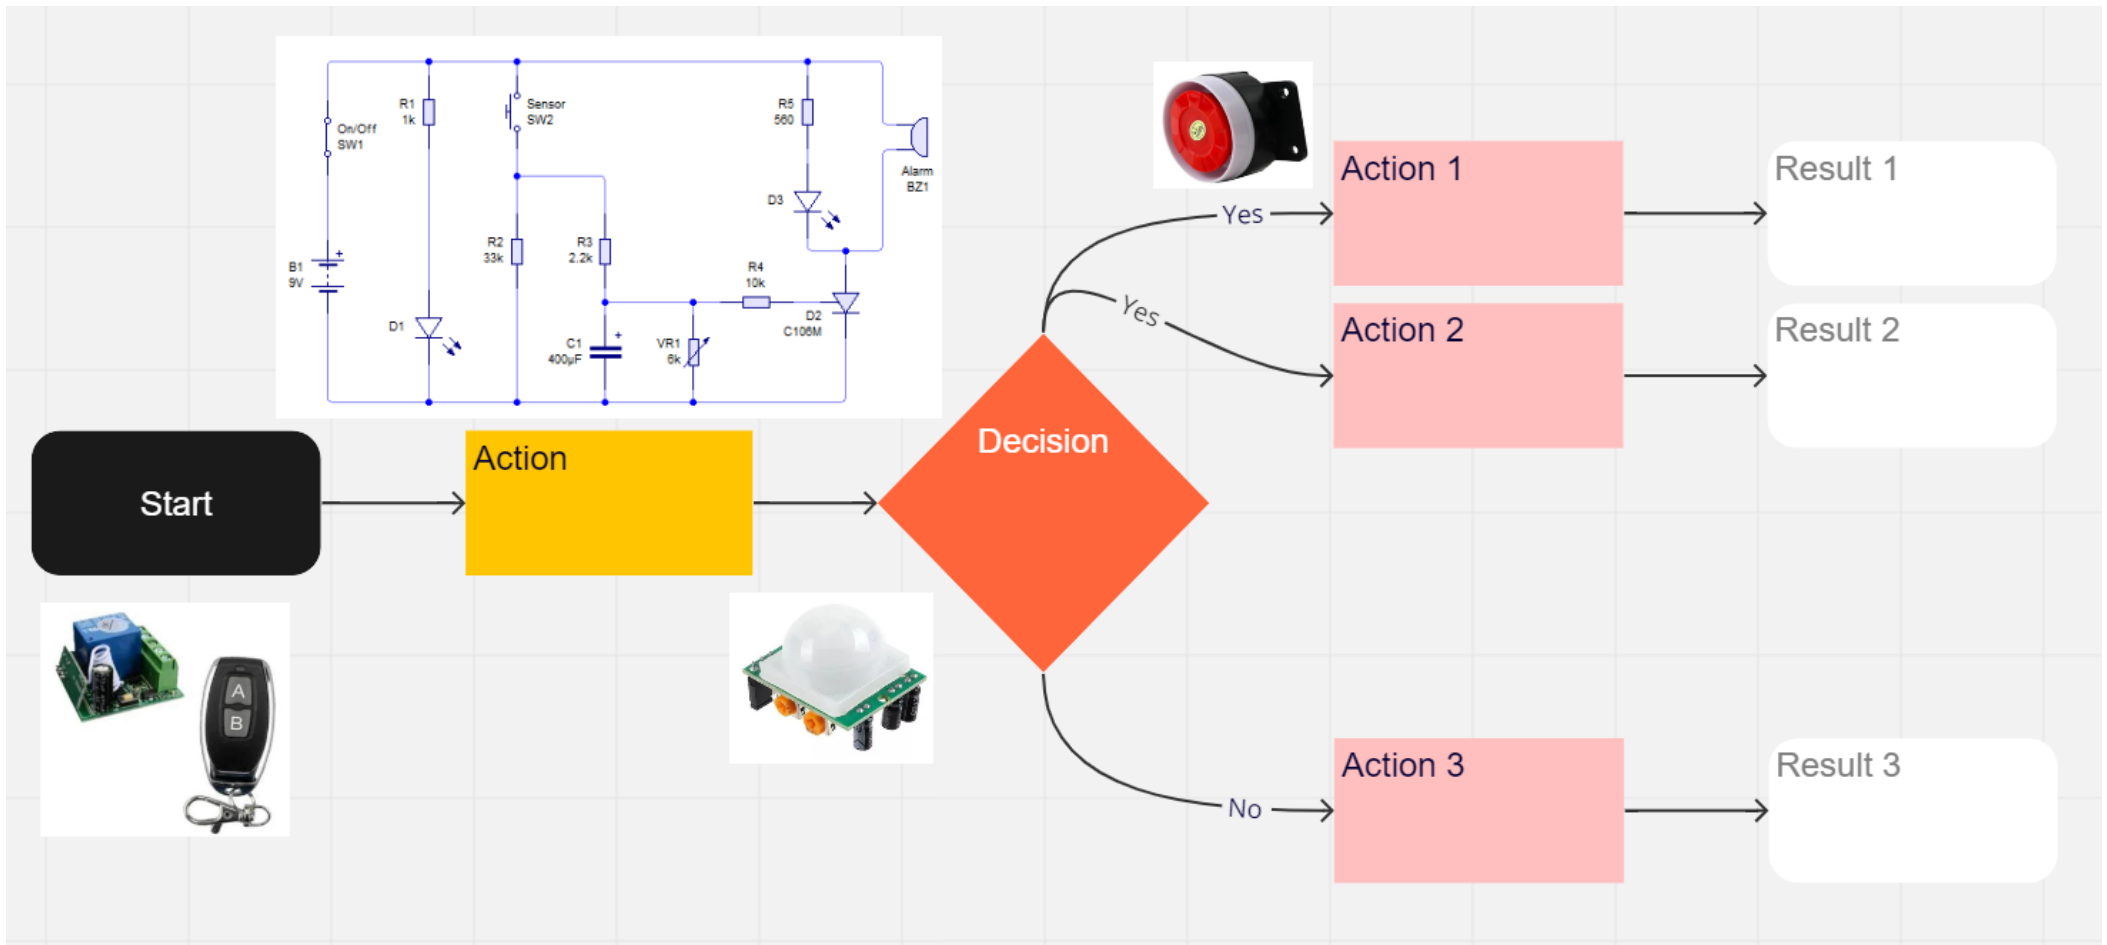 R1
1k
On/Off
SW1
B1
9V
+
D1
Sensor
SW2
R2
33k
R3
2.2k
C1
400µF
+
VR1
6k
R4
10k
R5
560
D3
D2
C106M
Alarm
BZ1
Start
Action
Decision
Yes
Yes
No
Action 1
Result 1
Action 2
Result 2
Action 3
Result 3
A
B